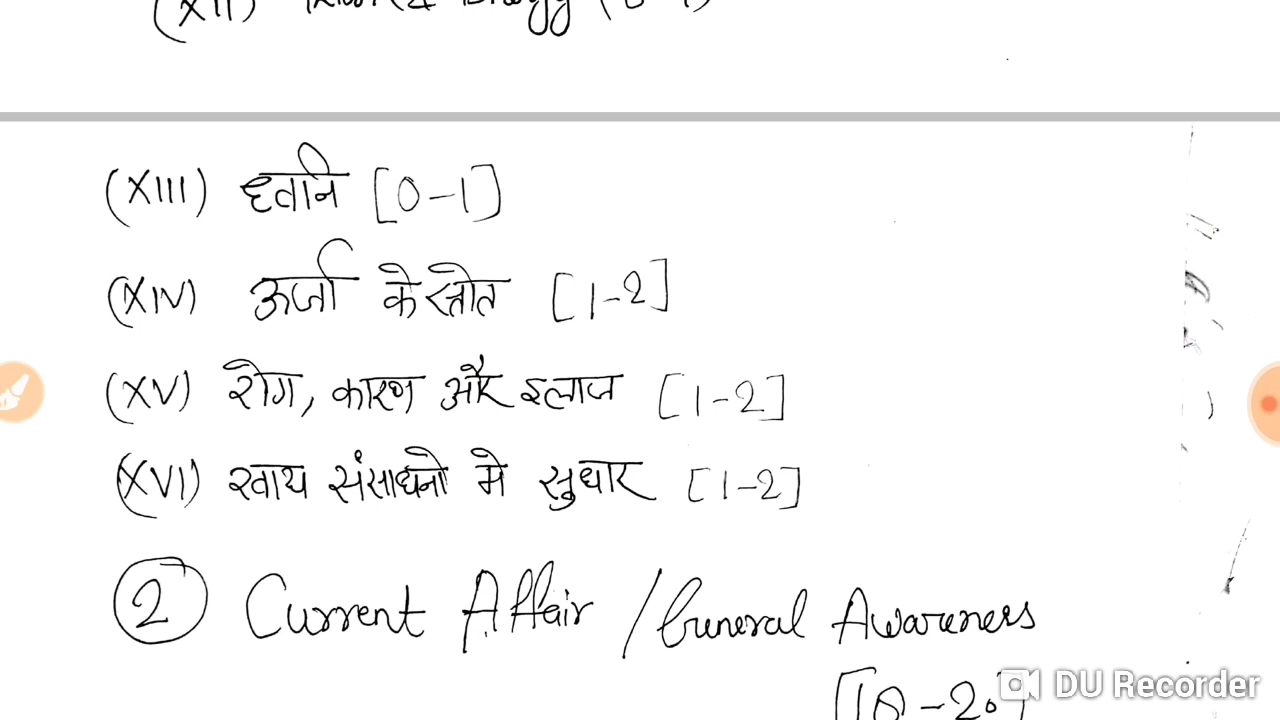 (XII)
(XIII) ध्वनि [0-1]
(XIV) ऊर्जा के स्त्रोत [1-2]
(XV) रोग, कारण और इलाज [1-2]
(XVI) खाद्य संसाधनो मे सुधार [1-2]
2 Current Affair / General Awareness
DU Recorder